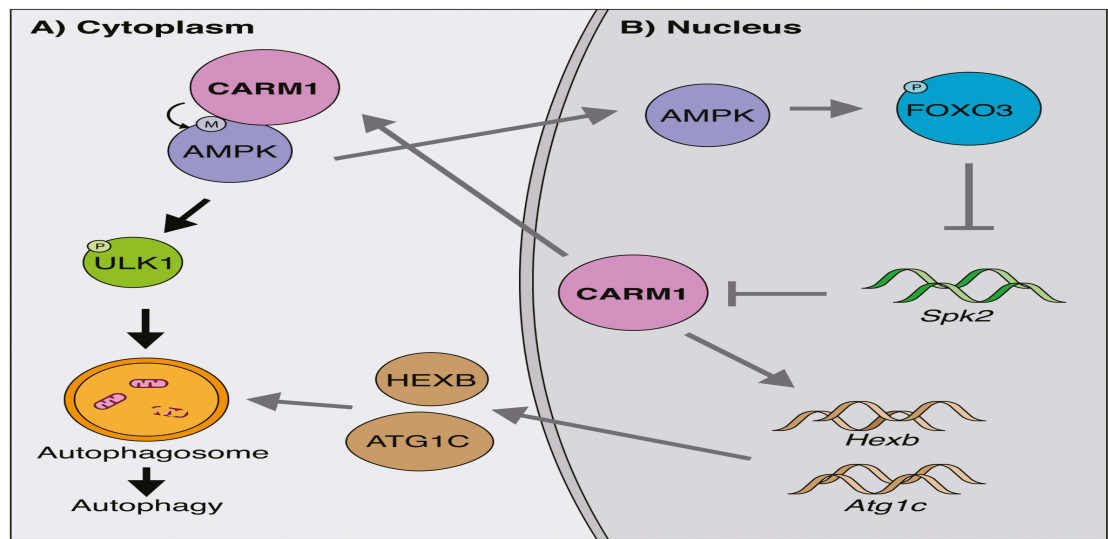 A) Cytoplasm
CARM1
M
AMPK
P
ULK1
Autophagosome
Autophagy
HEXB
ATG1C
B) Nucleus
AMPK
P
FOXO3
Spk2
CARM1
Hexb
Atg1c